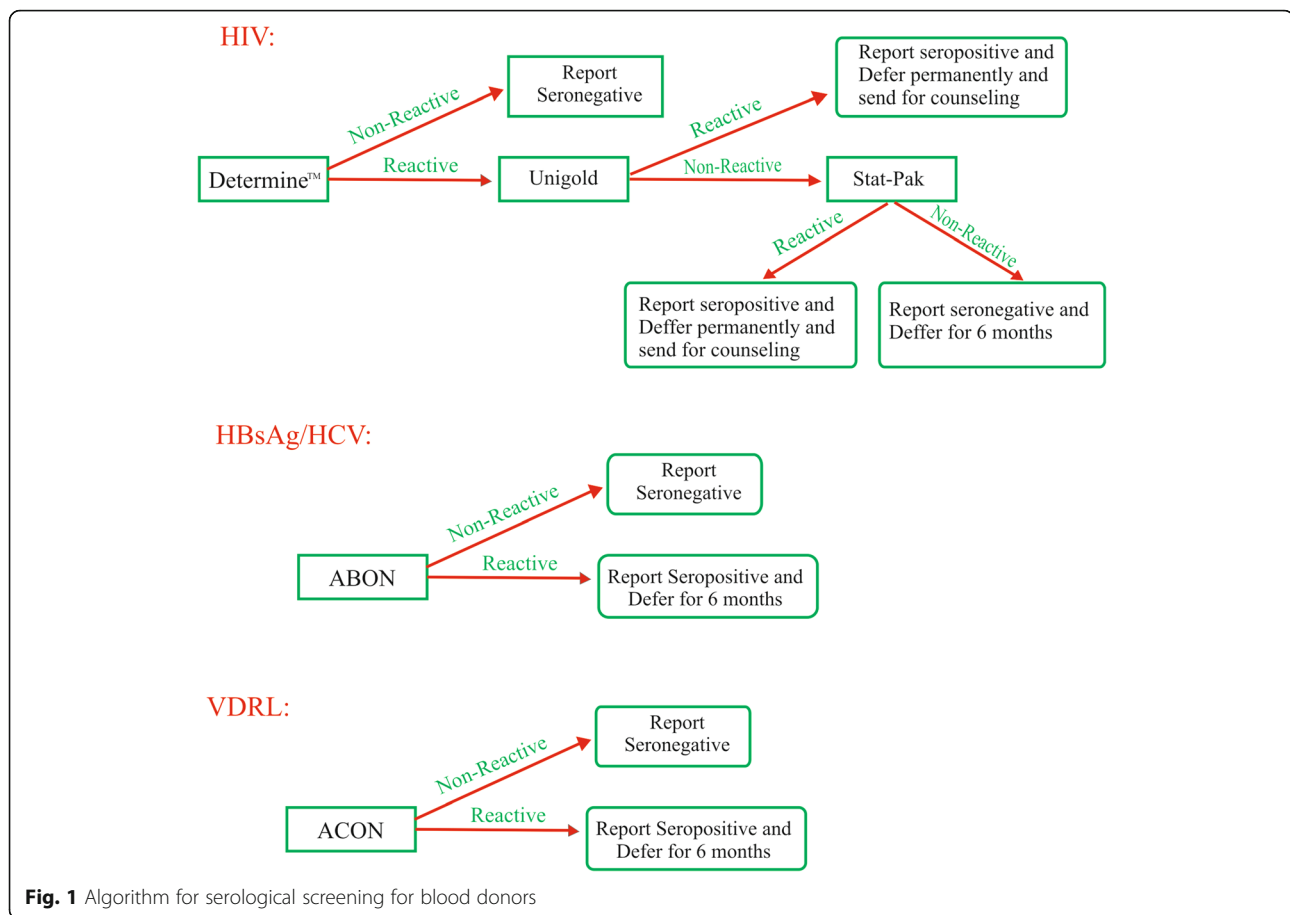 HIV:
Report
Seronegative
Report seropositive and
Defer permanently and
send for counseling
Non-Reactive
Reactive
Determine™
Reactive
Unigold
Non-Reactive
Stat-Pak
Reactive
Non-Reactive
Report seropositive and
Deffer permanently and
send for counseling
Report seronegative and
Deffer for 6 months
HBsAg/HCV:
Report
Seronegative
Non-Reactive
ABON
Reactive
Report Seropositive and
Defer for 6 months
VDRL:
Report
Seronegative
Non-Reactive
ACON
Reactive
Report Seropositive and
Defer for 6 months
Fig. 1 Algorithm for serological screening for blood donors